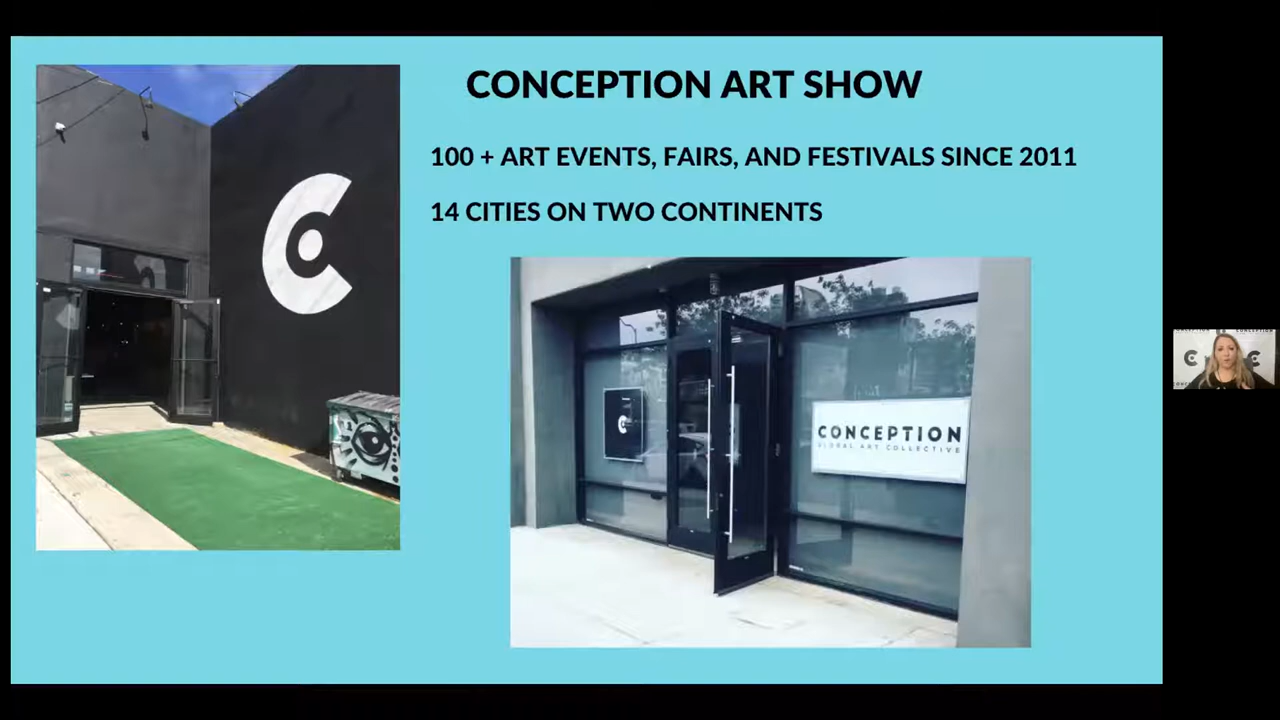 CONCEPTION ART SHOW
100 + ART EVENTS, FAIRS, AND FESTIVALS SINCE 2011
14 CITIES ON TWO CONTINENTS
CONCEPTION
GLOBAL ART COLLECTIVE